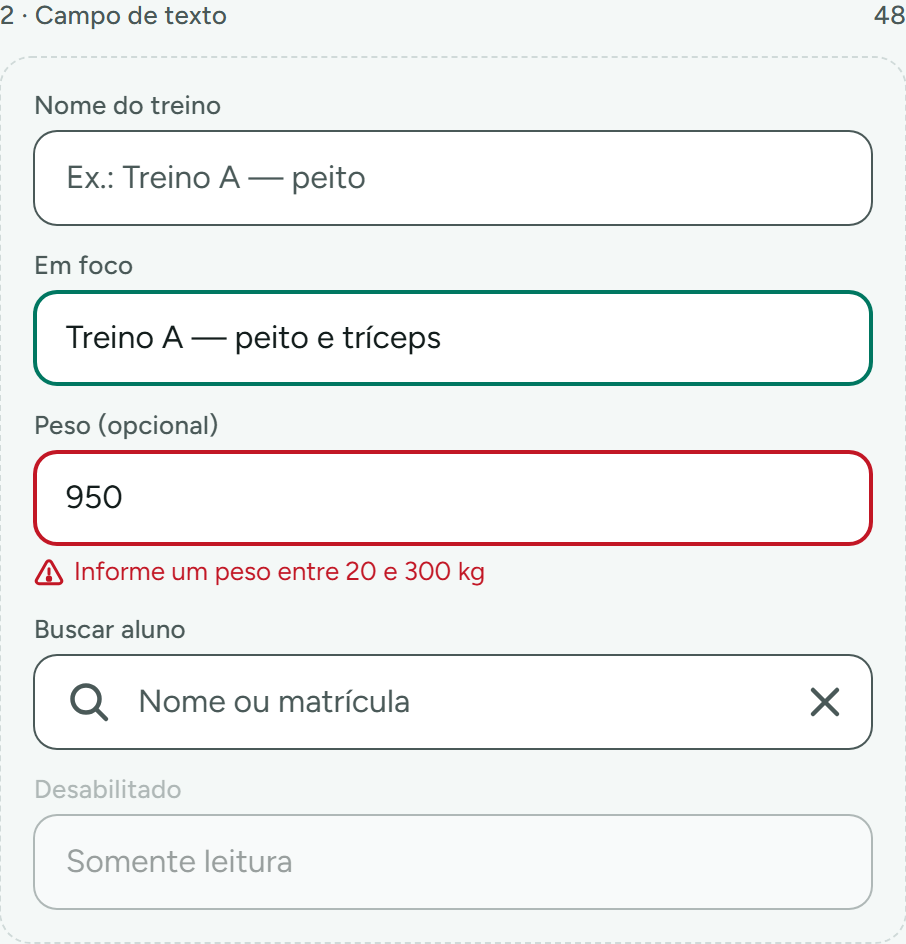 2 · Campo de texto
48
Nome do treino
Ex.: Treino A — peito
Em foco
Treino A — peito e tríceps
Peso (opcional)
950
Informe um peso entre 20 e 300 kg
Buscar aluno
Nome ou matrícula
Desabilitado
Somente leitura